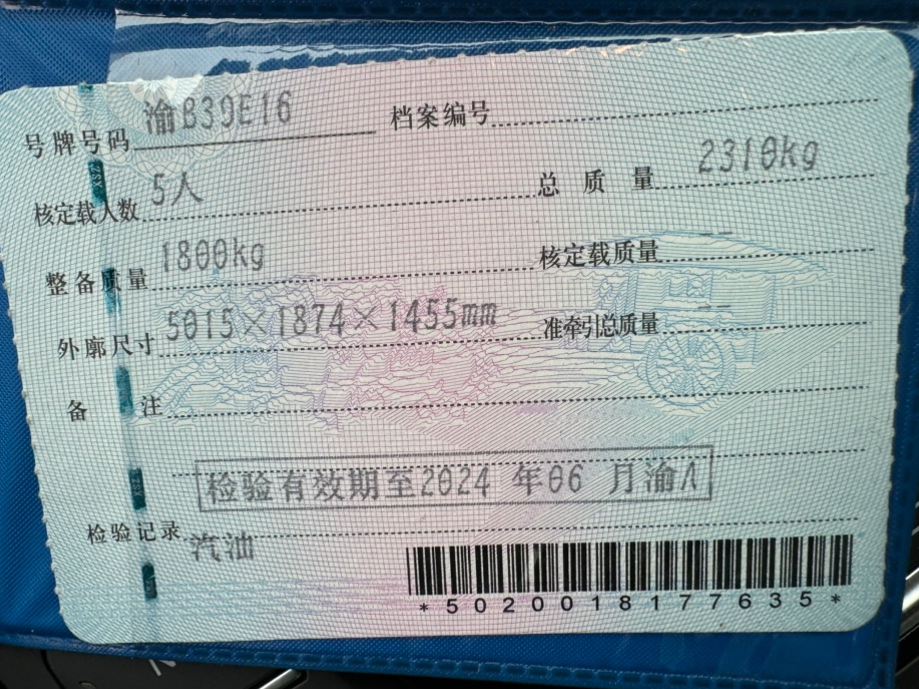 号牌号码 渝B39E16 档案编号
核定载人数 5人 总质量 2310kg
整备质量 1800kg 核定载质量 --
外廓尺寸 5015×1874×1455mm 准牵引总质量 --
备注
检验有效期至2024 年06 月渝A
检验记录 汽油
*5020018177635*